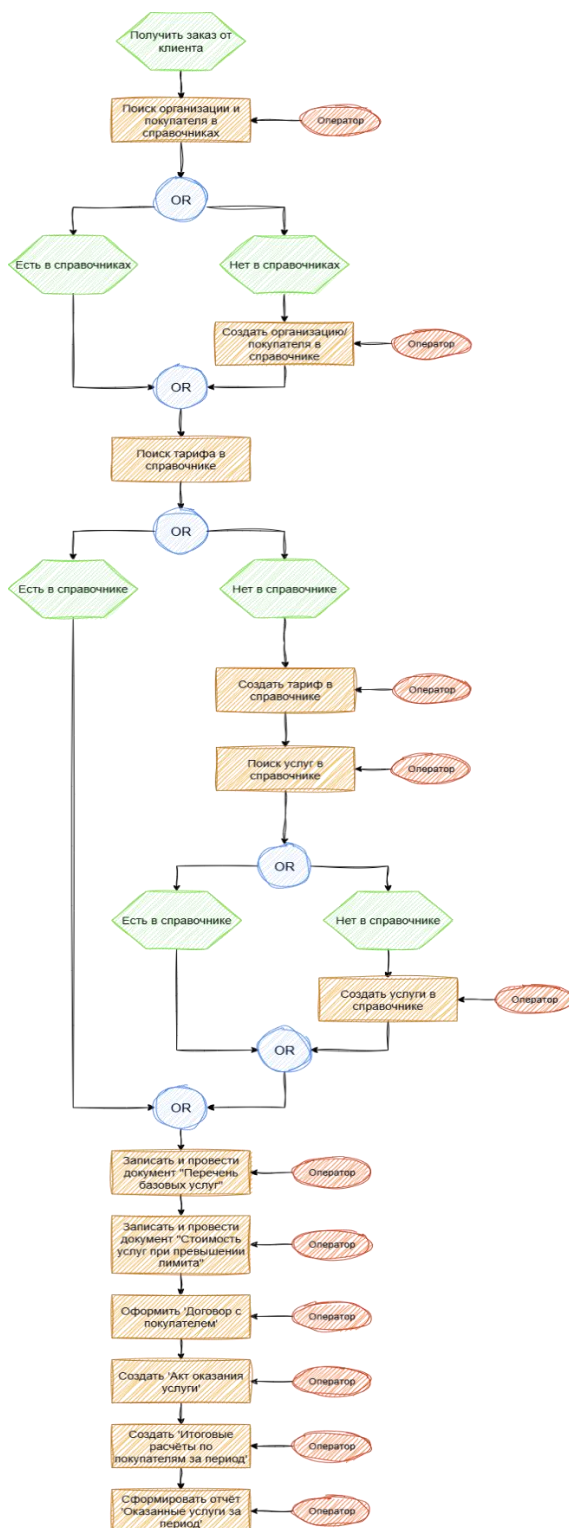 Получить заказ от
клиента
Поиск организации и
покупателя в
справочниках
Оператор
OR
Есть в справочниках
Нет в справочниках
Создать организацию/
покупателя в
справочнике
Оператор
OR
Поиск тарифа в
справочнике
OR
Есть в справочнике
Нет в справочнике
Создать тариф в
справочнике
Оператор
Поиск услуг в
справочнике
Оператор
OR
Есть в справочнике
Нет в справочнике
Создать услуги в
справочнике
Оператор
OR
OR
Записать и провести
документ "Перечень
базовых услуг"
Оператор
Записать и провести
документ "Стоимость
услуг при превышении
лимита"
Оператор
Оформить 'Договор с
покупателем'
Оператор
Создать 'Акт оказания
услуги'
Оператор
Создать 'Итоговые
расчёты по
покупателям за период'
Оператор
Сформировать отчёт
'Оказанные услуги за
период'
Оператор